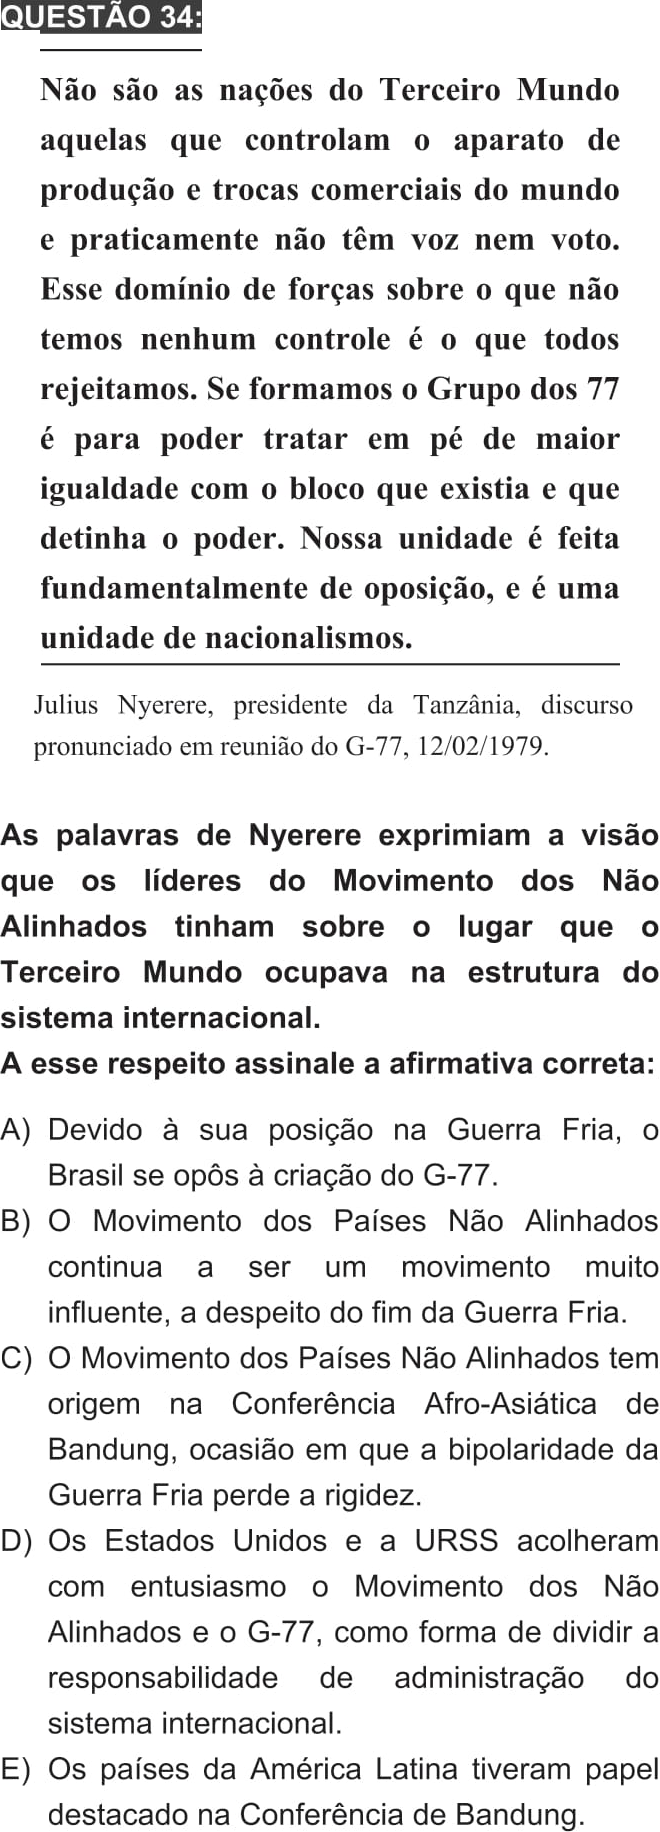 QUESTÃO 34:
Não são as nações do Terceiro Mundo
aquelas que controlam o aparato de
produção e trocas comerciais do mundo
e praticamente não têm voz nem voto.
Esse domínio de forças sobre o que não
temos nenhum controle é o que todos
rejeitamos. Se formamos o Grupo dos 77
é para poder tratar em pé de maior
igualdade com o bloco que existia e que
detinha o poder. Nossa unidade é feita
fundamentalmente de oposição, e é uma
unidade de nacionalismos.
Julius Nyerere, presidente da Tanzânia, discurso
pronunciado em reunião do G-77, 12/02/1979.
As palavras de Nyerere exprimiam a visão
que os líderes do Movimento dos Não
Alinhados tinham sobre o lugar que o
Terceiro Mundo ocupava na estrutura do
sistema internacional.
A esse respeito assinale a afirmativa correta:
A) Devido à sua posição na Guerra Fria, o
Brasil se opôs à criação do G-77.
B) O Movimento dos Países Não Alinhados
continua a ser um movimento muito
influente, a despeito do fim da Guerra Fria.
C) O Movimento dos Países Não Alinhados tem
origem na Conferência Afro-Asiática de
Bandung, ocasião em que a bipolaridade da
Guerra Fria perde a rigidez.
D) Os Estados Unidos e a URSS acolheram
com entusiasmo o Movimento dos Não
Alinhados e o G-77, como forma de dividir a
responsabilidade de administração do
sistema internacional.
E) Os países da América Latina tiveram papel
destacado na Conferência de Bandung.